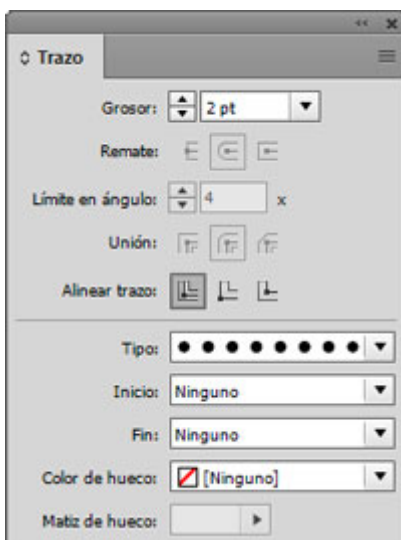 Trazo
Grosor: 2 pt
Remate:
Límite en ángulo: 4 x
Unión:
Alinear trazo:
Tipo:
Inicio: Ninguno
Fin: Ninguno
Color de hueco: [Ninguno]
Matiz de hueco: